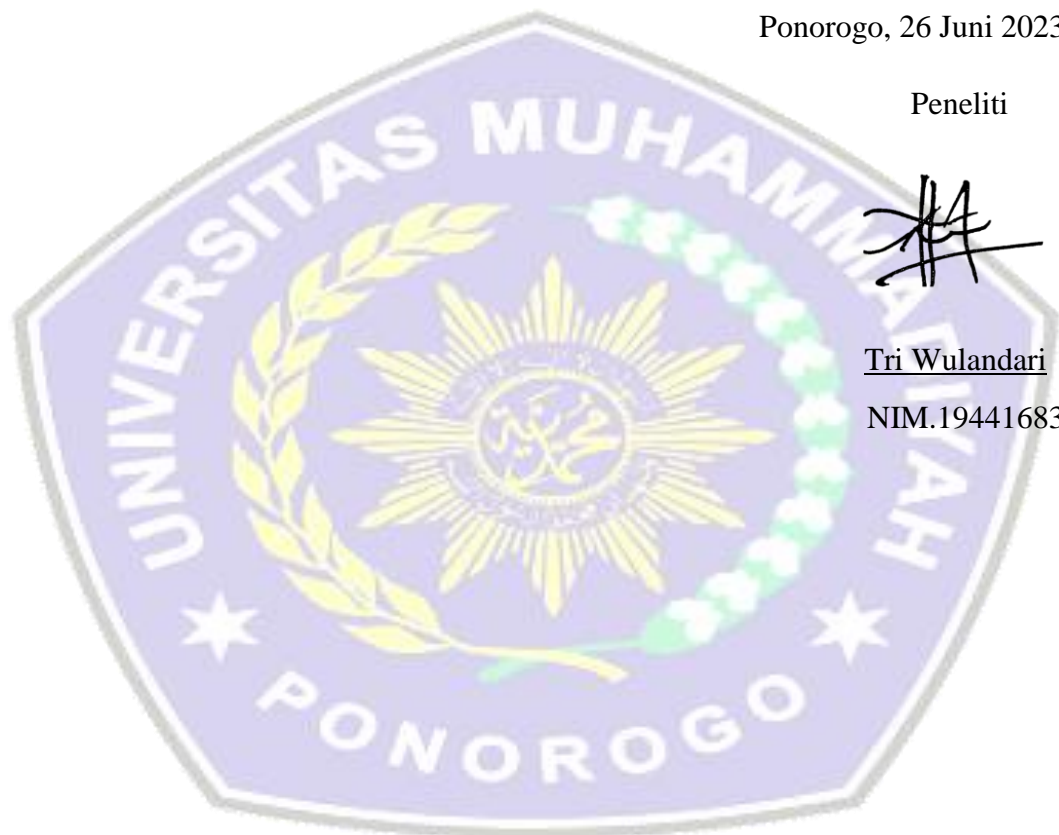 Ponorogo, 26 Juni 2023
Peneliti
Tri Wulandari
NIM.19441683
UNIVERSITAS MUHAMMADIYAH
PONOROGO